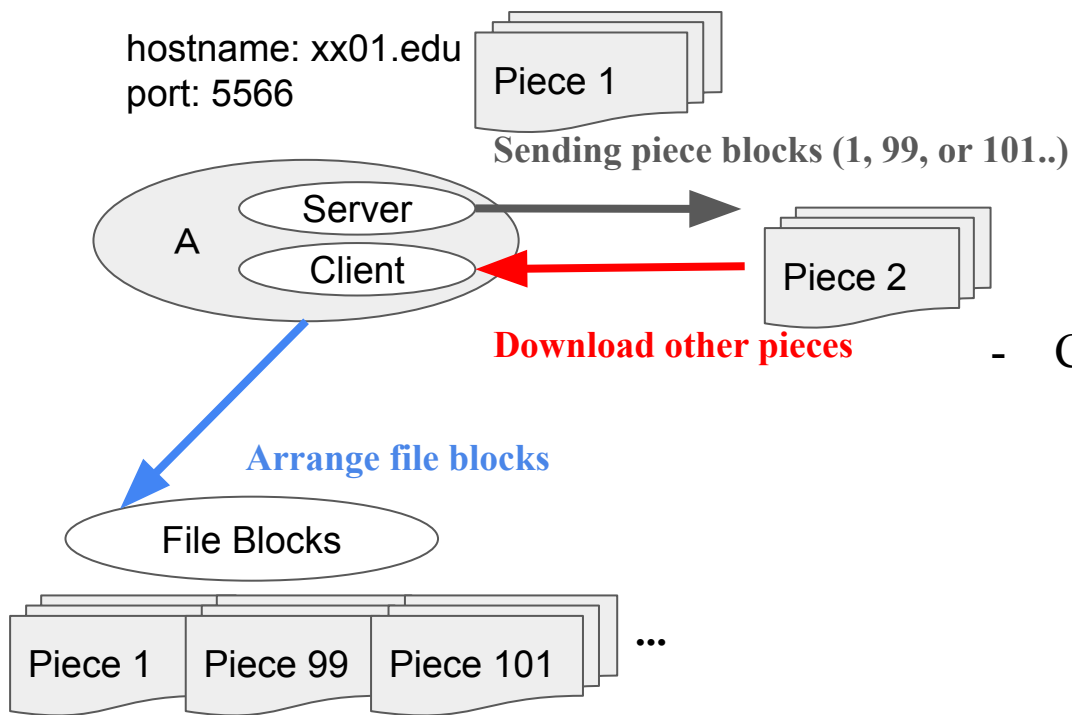 hostname: xx01.edu
port: 5566
Piece 1
Sending piece blocks (1, 99, or 101..)
Server
A
Client
Piece 2
Download other pieces
-
Arrange file blocks
File Blocks
Piece 1
Piece 99
Piece 101
...